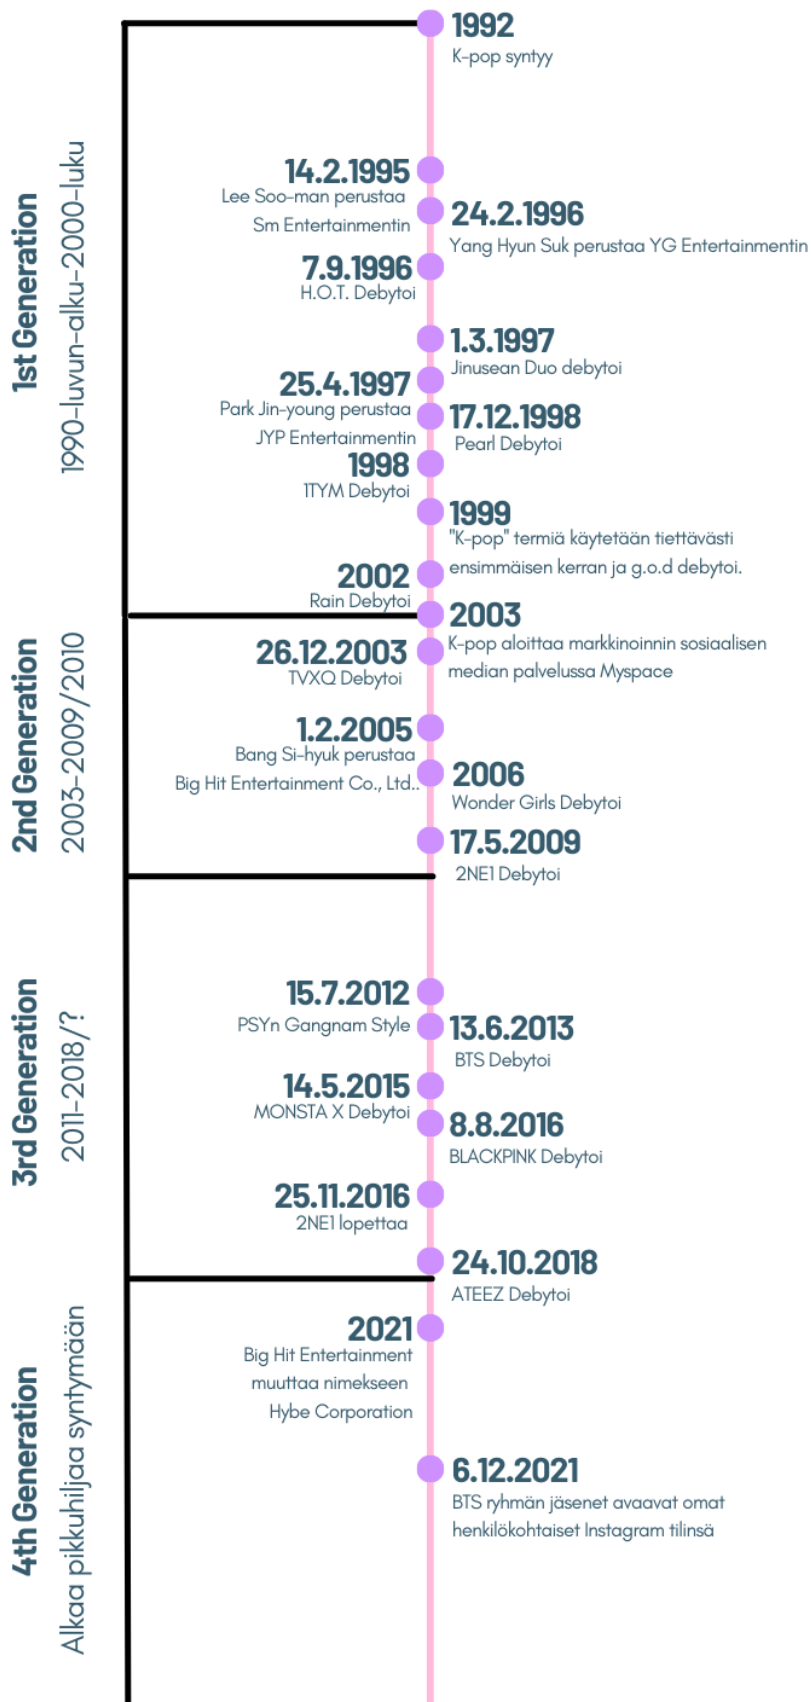 1992
K-pop syntyy
1st Generation
1990-luvun-alku-2000-luku
14.2.1995
Lee Soo-man perustaa
Sm Entertainmentin
24.2.1996
Yang Hyun Suk perustaa YG Entertainmentin
7.9.1996
H.O.T. Debytoi
1.3.1997
Jinusean Duo debytoi
25.4.1997
Park Jin-young perustaa
JYP Entertainmentin
17.12.1998
Pearl Debytoi
1998
1TYM Debytoi
1999
"K-pop" termiä käytetään tiettävästi
ensimmäisen kerran ja g.o.d debytoi.
2002
Rain Debytoi
2003
K-pop aloittaa markkinoinnin sosiaalisen
median palvelussa Myspace
2nd Generation
2003-2009/2010
26.12.2003
TVXQ Debytoi
1.2.2005
Bang Si-hyuk perustaa
Big Hit Entertainment Co., Ltd..
2006
Wonder Girls Debytoi
17.5.2009
2NE1 Debytoi
3rd Generation
2011-2018/?
15.7.2012
PSYn Gangnam Style
13.6.2013
BTS Debytoi
14.5.2015
MONSTA X Debytoi
8.8.2016
BLACKPINK Debytoi
25.11.2016
2NE1 lopettaa
24.10.2018
ATEEZ Debytoi
4th Generation
Alkaa pikkuhiljaa syntymään
2021
Big Hit Entertainment
muuttaa nimekseen
Hybe Corporation
6.12.2021
BTS ryhmän jäsenet avaavat omat
henkilökohtaiset Instagram tilinsä